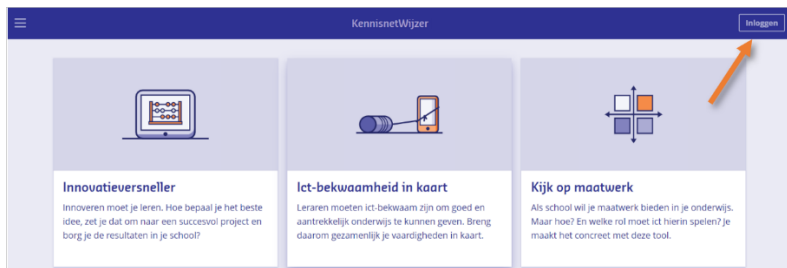 KennisnetWijzer
Inloggen
Innovatieversneller
Innoveren moet je leren. Hoe bepaal je het beste
idee, zet je dat om naar een succesvol project en
borg je de resultaten in je school?
Ict-bekwaamheid in kaart
Leraren moeten ict-bekwaam zijn om goed en
aantrekkelijk onderwijs te kunnen geven. Breng
daarom gezamenlijk je vaardigheden in kaart.
Kijk op maatwerk
Als school wil je maatwerk bieden in je onderwijs.
Maar hoe? En welke rol moet ict hierin spelen? Je
maakt het concreet met deze tool.